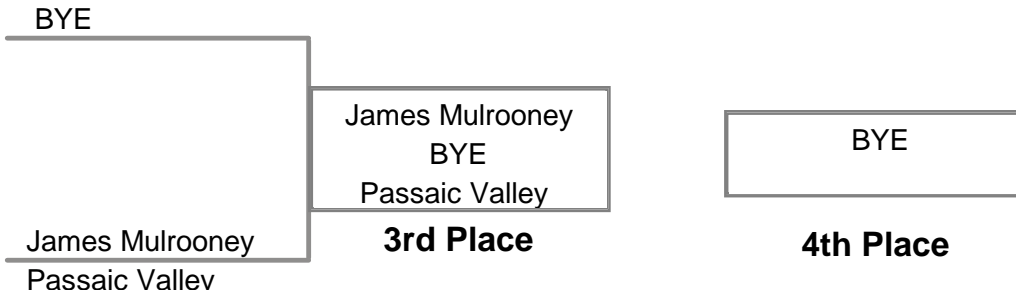 BYE
James Mulrooney
BYE
Passaic Valley
3rd Place
BYE
4th Place
James Mulrooney
Passaic Valley